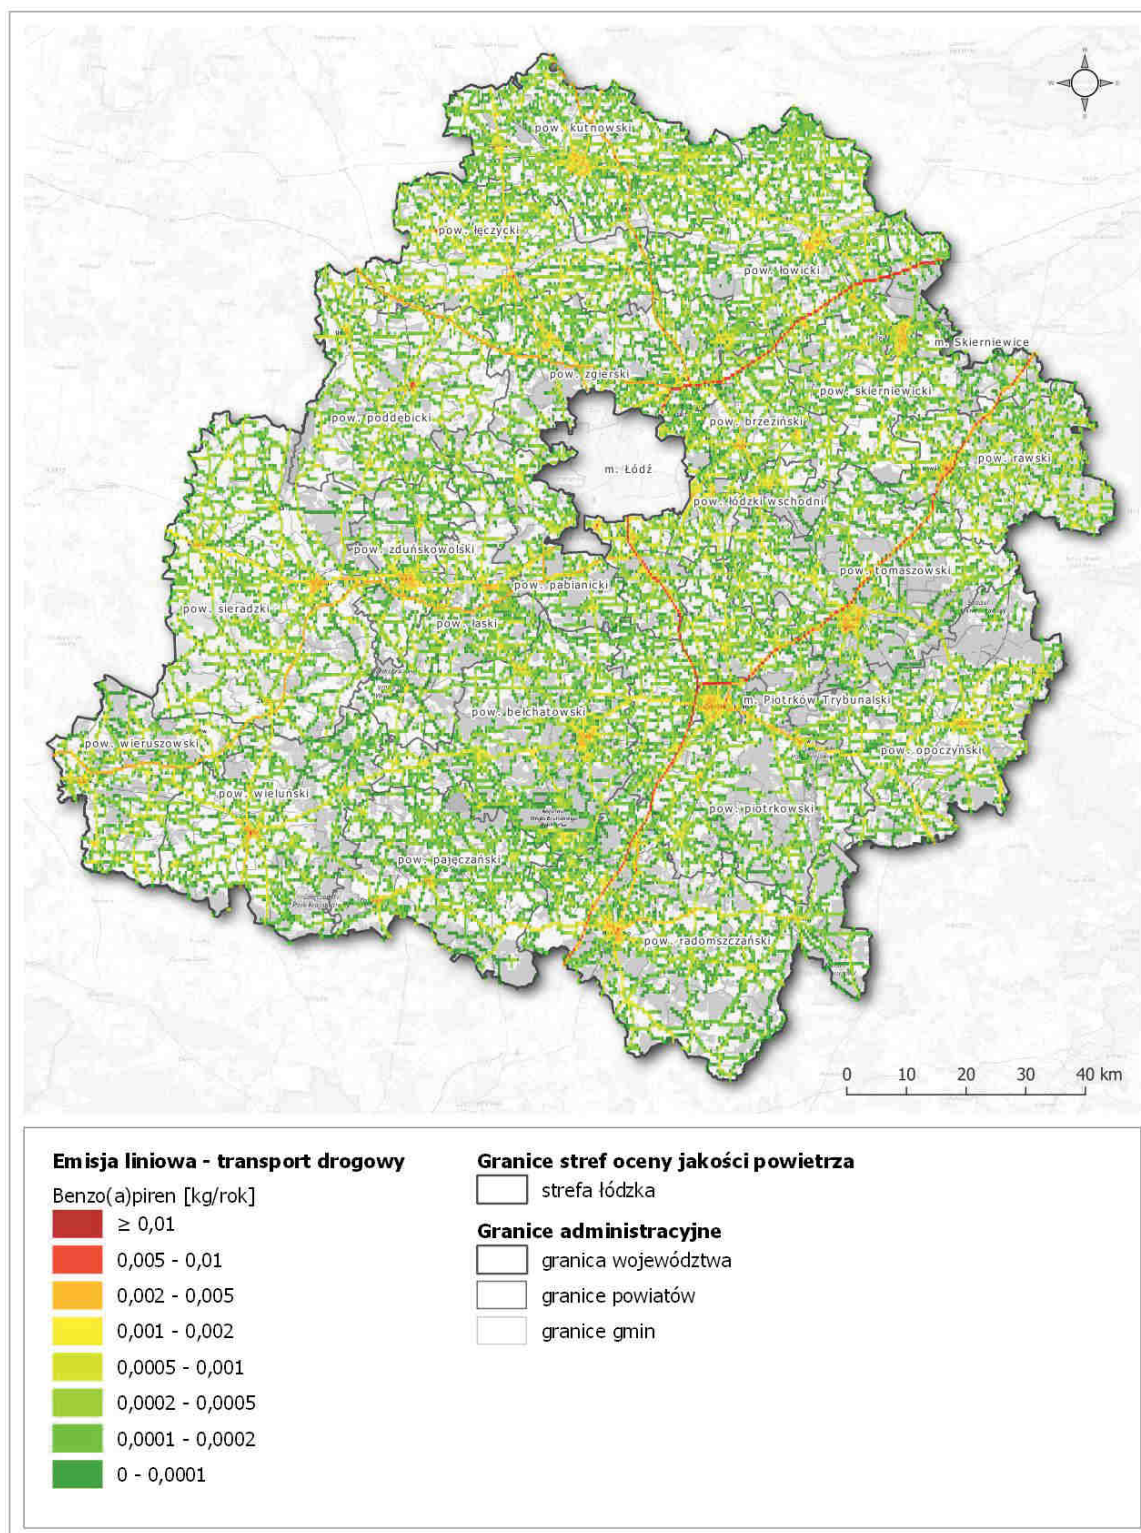 pow. kutnowski
pow. łęczycki
pow. łowicki
m. Skierniewice
pow. zgierski
pow. skierniewicki
pow. poddębicki
pow. brzeziński
pow. rawski
m. Łódź
pow. łódzki wschodni
pow. zduńskowolski
pow. tomaszowski
pow. pabianicki
pow. sieradzki
pow. łaski
m. Piotrków Trybunalski
pow. bełchatowski
pow. wieruszowski
pow. opoczyński
pow. wieluński
pow. piotrkowski
pow. pajęczański
pow. radomszczański
0 10 20 30 40 km
Emisja liniowa - transport drogowy
Benzo(a)piren [kg/rok]
≥ 0,01
0,005 - 0,01
0,002 - 0,005
0,001 - 0,002
0,0005 - 0,001
0,0002 - 0,0005
0,0001 - 0,0002
0 - 0,0001
Granice stref oceny jakości powietrza
strefa łódzka
Granice administracyjne
granica województwa
granice powiatów
granice gmin